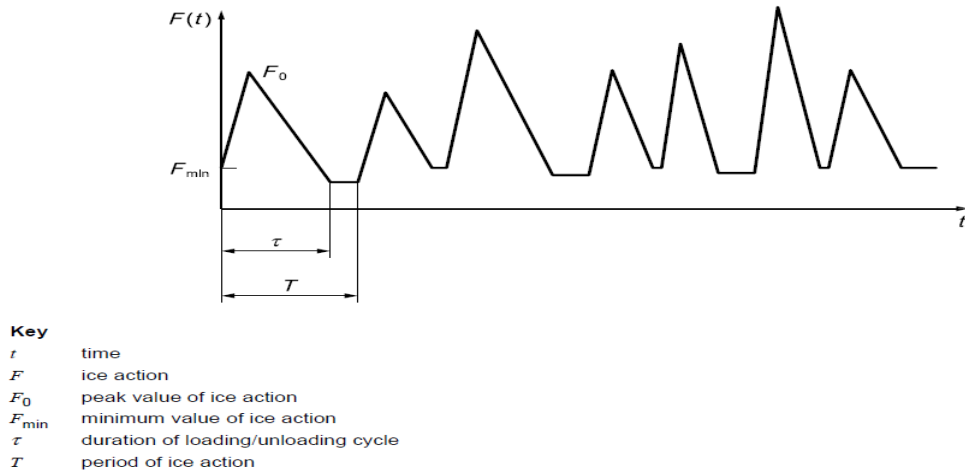 F(t)
F0
Fmin
t
τ
T
Key
t time
F ice action
F0 peak value of ice action
Fmin minimum value of ice action
τ duration of loading/unloading cycle
T period of ice action